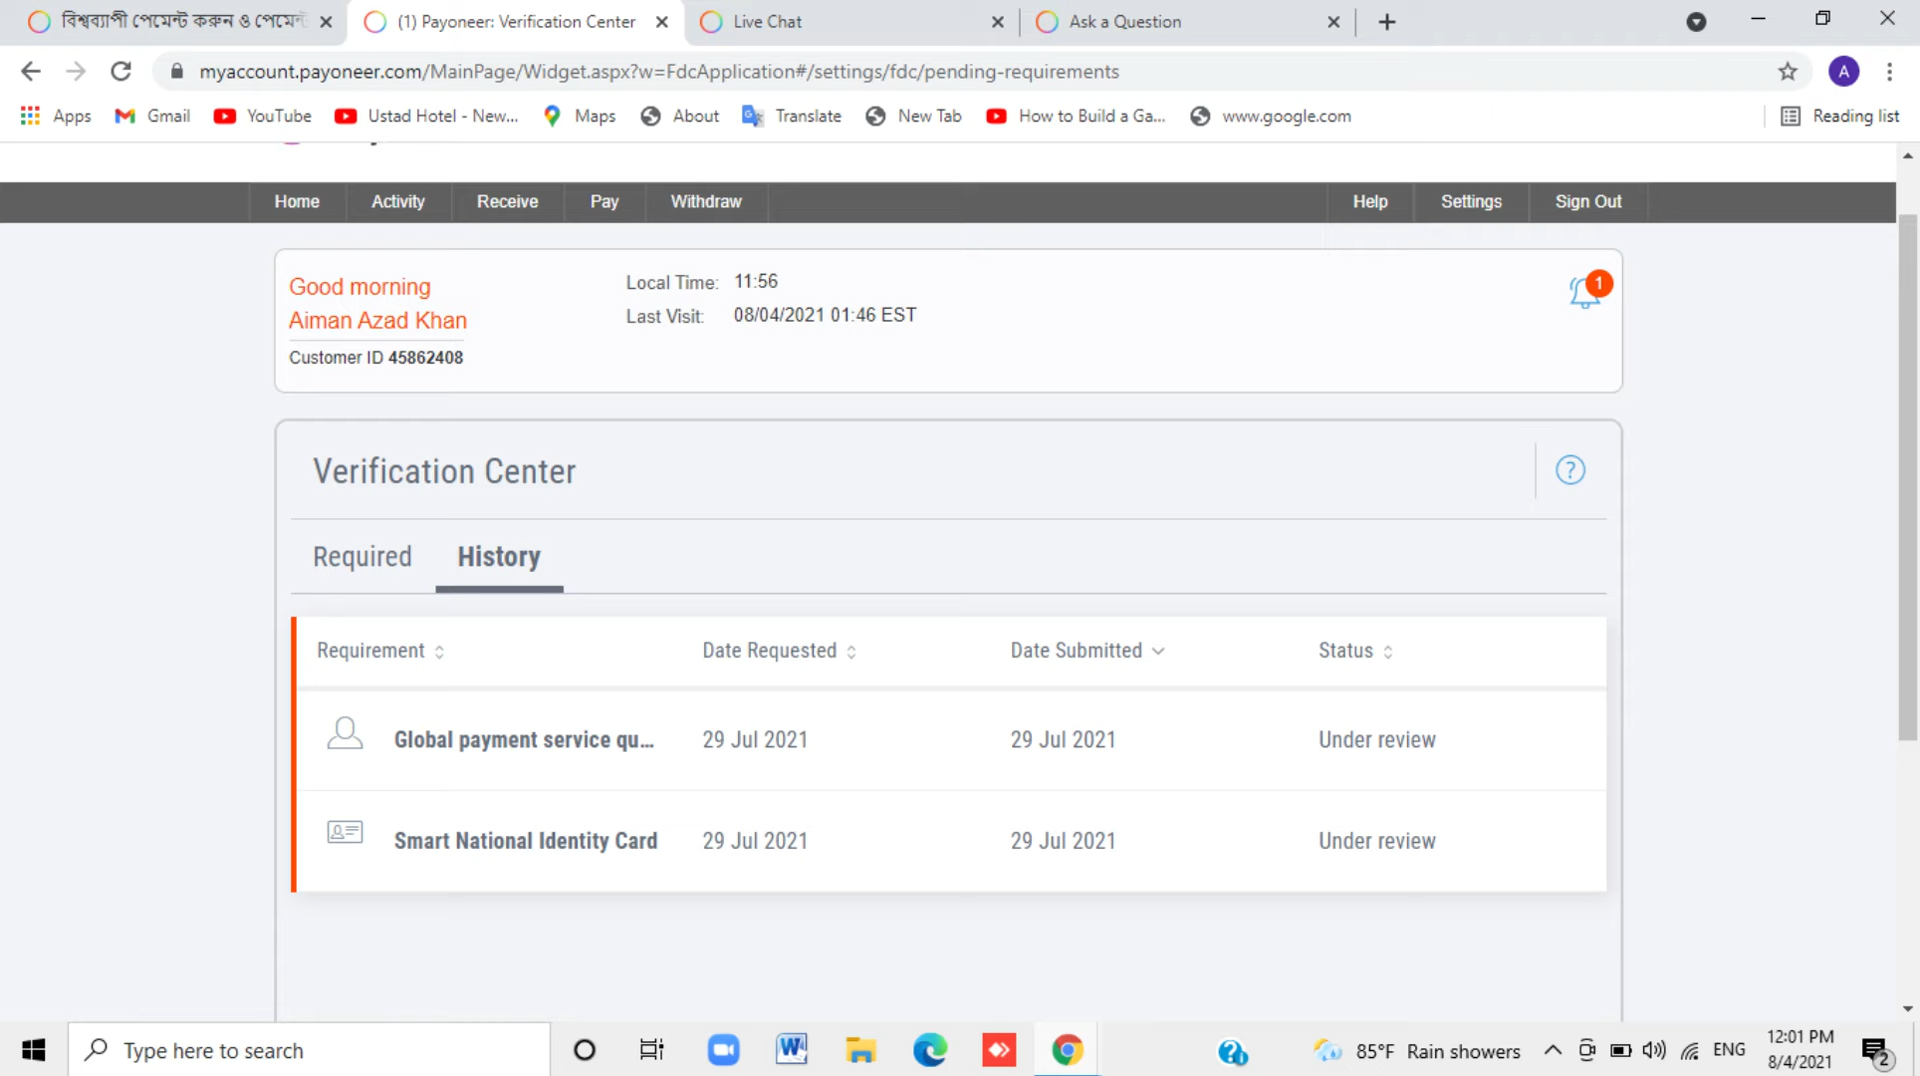 বিশ্বব্যাপী পেমেন্ট করুন ও পেমেন্ট
(1) Payoneer: Verification Center
Live Chat
Ask a Question
myaccount.payoneer.com/MainPage/Widget.aspx?w=FdcApplication#/settings/fdc/pending-requirements
A
Apps
Gmail
YouTube
Ustad Hotel - New...
Maps
About
Translate
New Tab
How to Build a Ga...
www.google.com
Reading list
Home
Activity
Receive
Pay
Withdraw
Help
Settings
Sign Out
Good morning
Aiman Azad Khan
Customer ID 45862408
Local Time: 11:56
Last Visit: 08/04/2021 01:46 EST
1
Verification Center
?
Required
History
Requirement
Date Requested
Date Submitted
Status
Global payment service qu...
29 Jul 2021
29 Jul 2021
Under review
Smart National Identity Card
29 Jul 2021
29 Jul 2021
Under review
Type here to search
85°F Rain showers
ENG
12:01 PM
8/4/2021
2